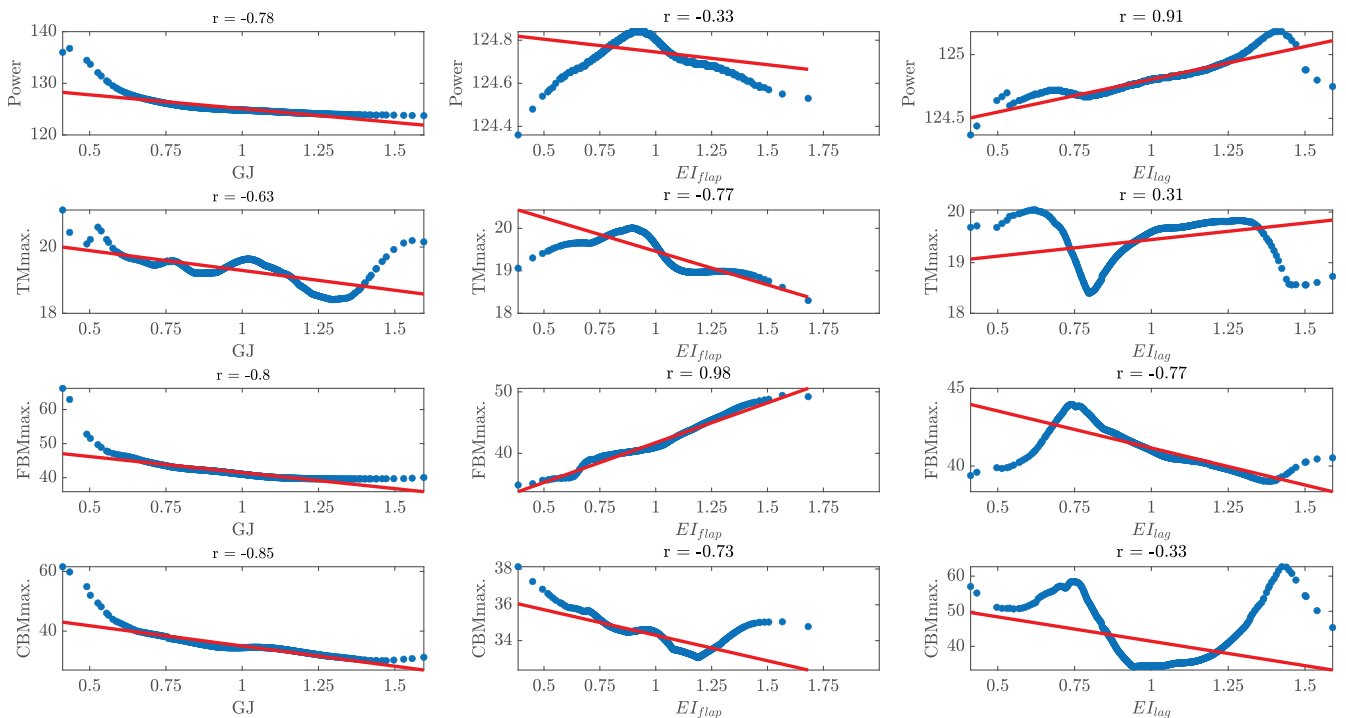 r = -0.78
Power
140
130
120
0.5 0.75 1 1.25 1.5
GJ
r = -0.33
Power
124.8
124.6
124.4
0.5 0.75 1 1.25 1.5 1.75
EI_flap
r = 0.91
Power
125
124.5
0.5 0.75 1 1.25 1.5
EI_lag
r = -0.63
TMmax.
20
18
0.5 0.75 1 1.25 1.5
GJ
r = -0.77
TMmax.
20
19
18
0.5 0.75 1 1.25 1.5 1.75
EI_flap
r = 0.31
TMmax.
20
19
18
0.5 0.75 1 1.25 1.5
EI_lag
r = -0.8
FBMmax.
60
50
40
0.5 0.75 1 1.25 1.5
GJ
r = 0.98
FBMmax.
50
40
0.5 0.75 1 1.25 1.5 1.75
EI_flap
r = -0.77
FBMmax.
45
40
0.5 0.75 1 1.25 1.5
EI_lag
r = -0.85
CBMmax.
60
40
0.5 0.75 1 1.25 1.5
GJ
r = -0.73
CBMmax.
38
36
34
0.5 0.75 1 1.25 1.5 1.75
EI_flap
r = -0.33
CBMmax.
60
50
40
0.5 0.75 1 1.25 1.5
EI_lag